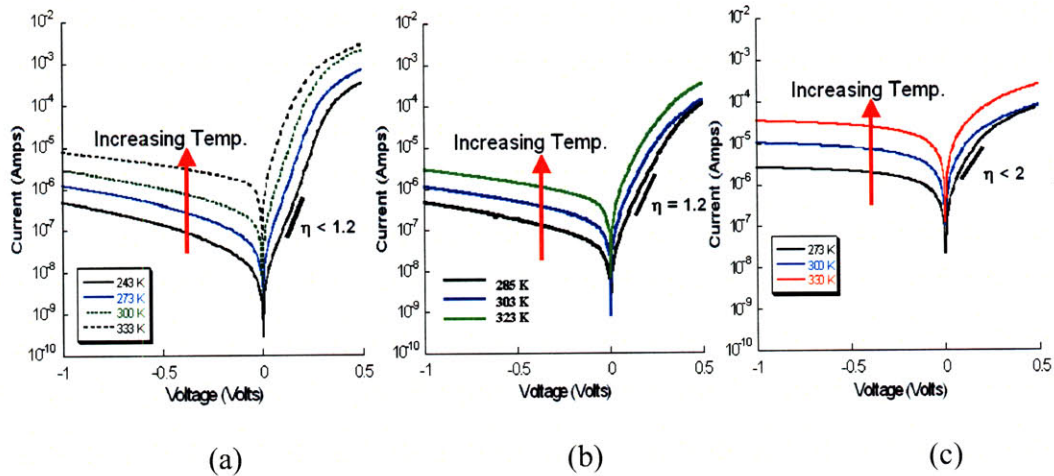 10⁻²
10⁻³
10⁻⁴
10⁻⁵
10⁻⁶
10⁻⁷
10⁻⁸
10⁻⁹
10⁻¹⁰
Current (Amps)
Increasing Temp.
η < 1.2
243 K
273 K
300 K
333 K
-1 -0.5 0 0.5
Voltage (Volts)
(a)
10⁻²
10⁻³
10⁻⁴
10⁻⁵
10⁻⁶
10⁻⁷
10⁻⁸
10⁻⁹
10⁻¹⁰
Current (Amps)
Increasing Temp.
η = 1.2
285 K
303 K
323 K
-1 -0.5 0 0.5
Voltage (Volts)
(b)
10⁻²
10⁻³
10⁻⁴
10⁻⁵
10⁻⁶
10⁻⁷
10⁻⁸
10⁻⁹
10⁻¹⁰
Current (Amps)
Increasing Temp.
η < 2
273 K
300 K
330 K
-1 -0.5 0 0.5
Voltage (Volts)
(c)